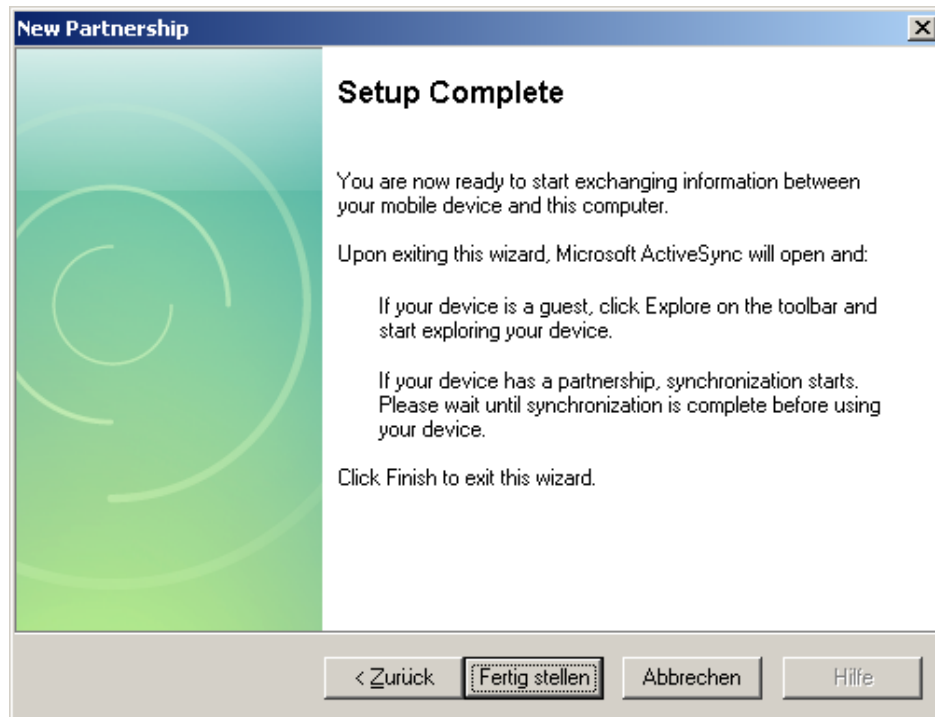 New Partnership
Setup Complete
You are now ready to start exchanging information between
your mobile device and this computer.
Upon exiting this wizard, Microsoft ActiveSync will open and:
If your device is a guest, click Explore on the toolbar and
start exploring your device.
If your device has a partnership, synchronization starts.
Please wait until synchronization is complete before using
your device.
Click Finish to exit this wizard.
< Zurück Fertig stellen Abbrechen Hilfe